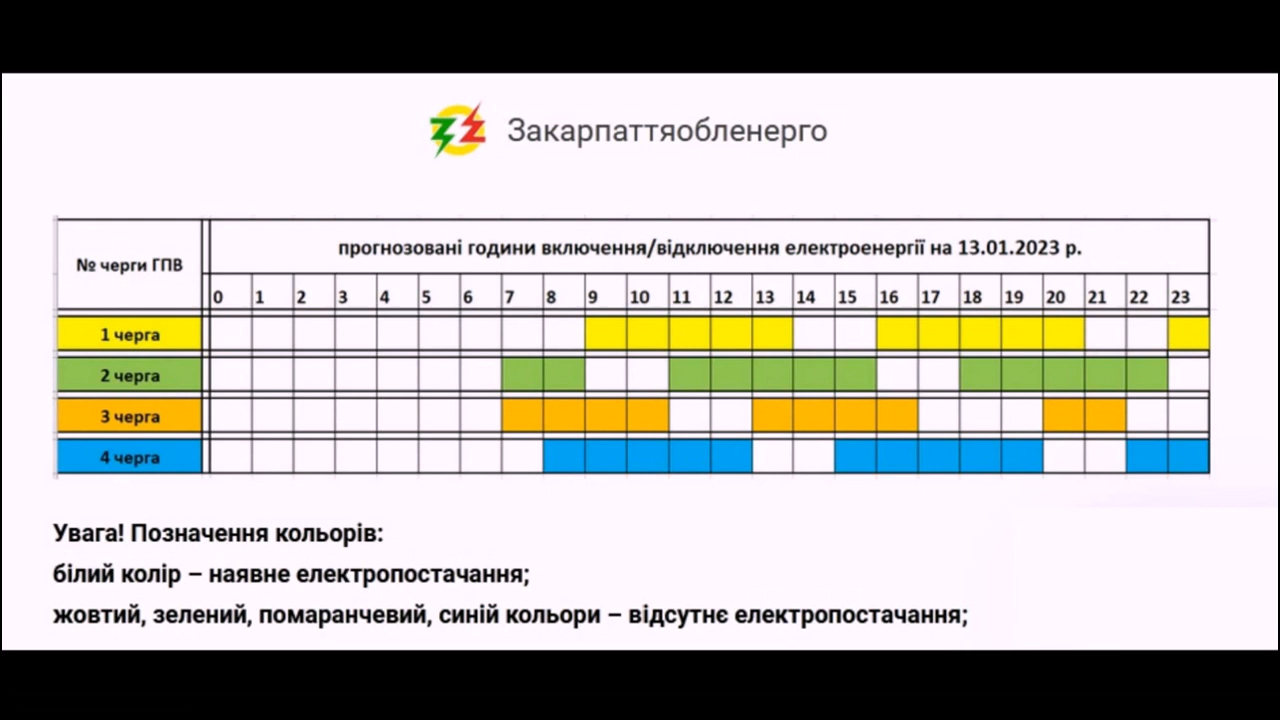 Закарпаттяобленерго
№ черги ГПВ
прогнозовані години включення/відключення електроенергії на 13.01.2023 р.
0 1 2 3 4 5 6 7 8 9 10 11 12 13 14 15 16 17 18 19 20 21 22 23
1 черга
2 черга
3 черга
4 черга
Увага! Позначення кольорів:
білий колір – наявне електропостачання;
жовтий, зелений, помаранчевий, синій кольори – відсутнє електропостачання;